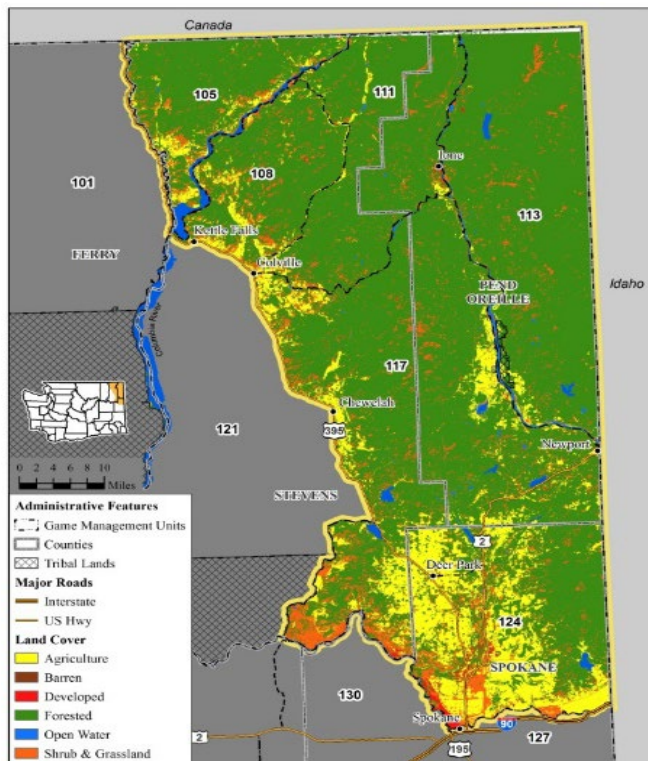 Canada
105
111
Ione
101
108
113
Kettle Falls
FERRY
Colville
Idaho
PEND
OREILLE
Columbia River
117
Chewelah
121
395
Newport
0 2 4 6 8 10
Miles
STEVENS
Administrative Features
Game Management Units
Counties
Tribal Lands
Major Roads
Interstate
US Hwy
Land Cover
Agriculture
Barren
Developed
Forested
Open Water
Shrub & Grassland
2
Deer Park
124
SPOKANE
130
Spokane
90
2
195
127